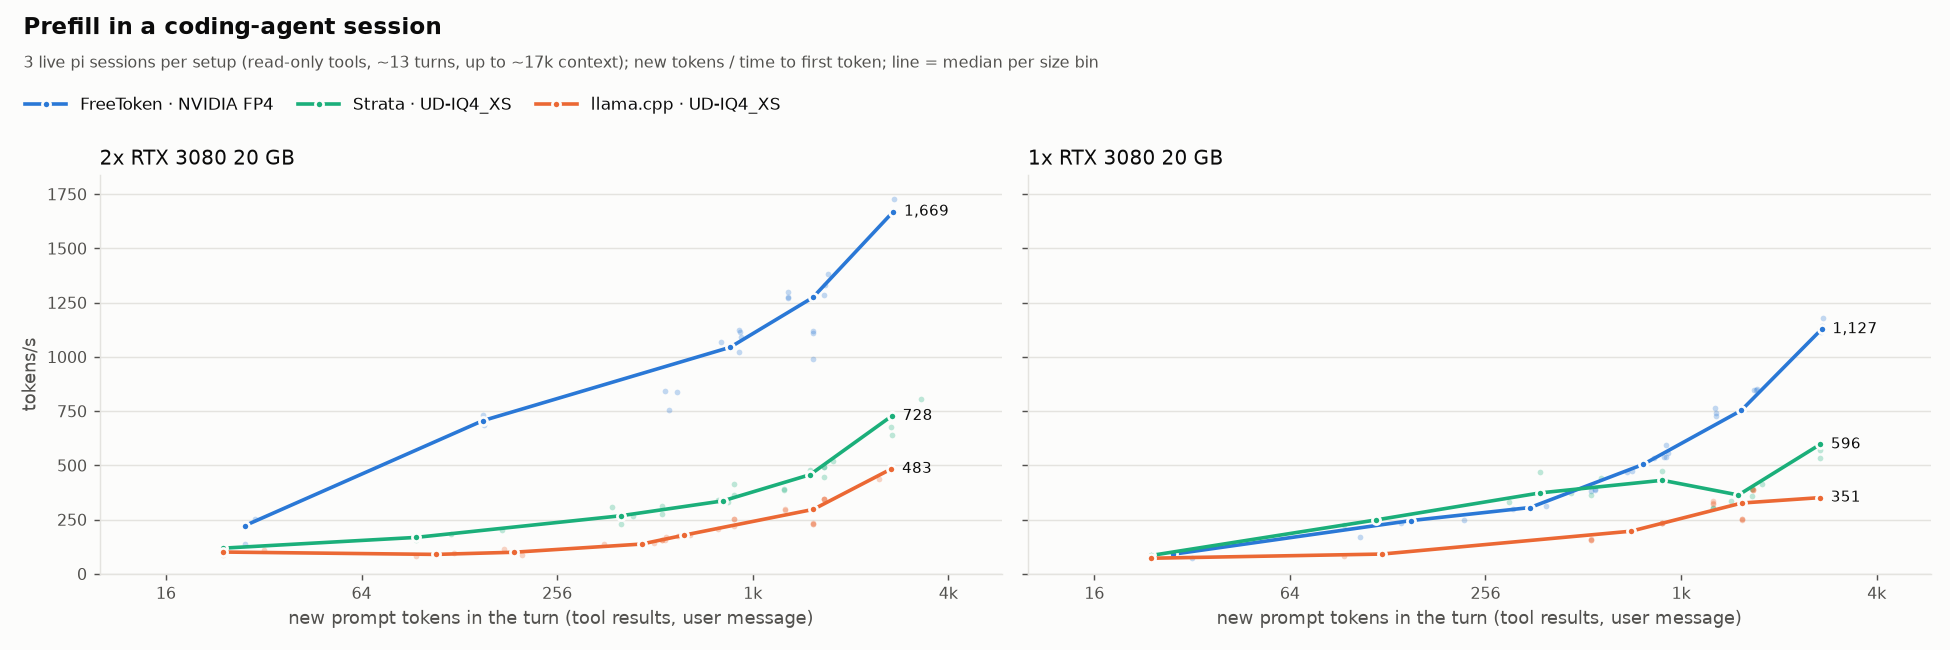 Prefill in a coding-agent session
3 live pi sessions per setup (read-only tools, ~13 turns, up to ~17k context); new tokens / time to first token; line = median per size bin
FreeToken · NVIDIA FP4 Strata · UD-IQ4_XS llama.cpp · UD-IQ4_XS
2x RTX 3080 20 GB
tokens/s
1750
1500
1250
1000
750
500
250
0
1,669
728
483
16 64 256 1k 4k
new prompt tokens in the turn (tool results, user message)
1x RTX 3080 20 GB
1,127
596
351
16 64 256 1k 4k
new prompt tokens in the turn (tool results, user message)